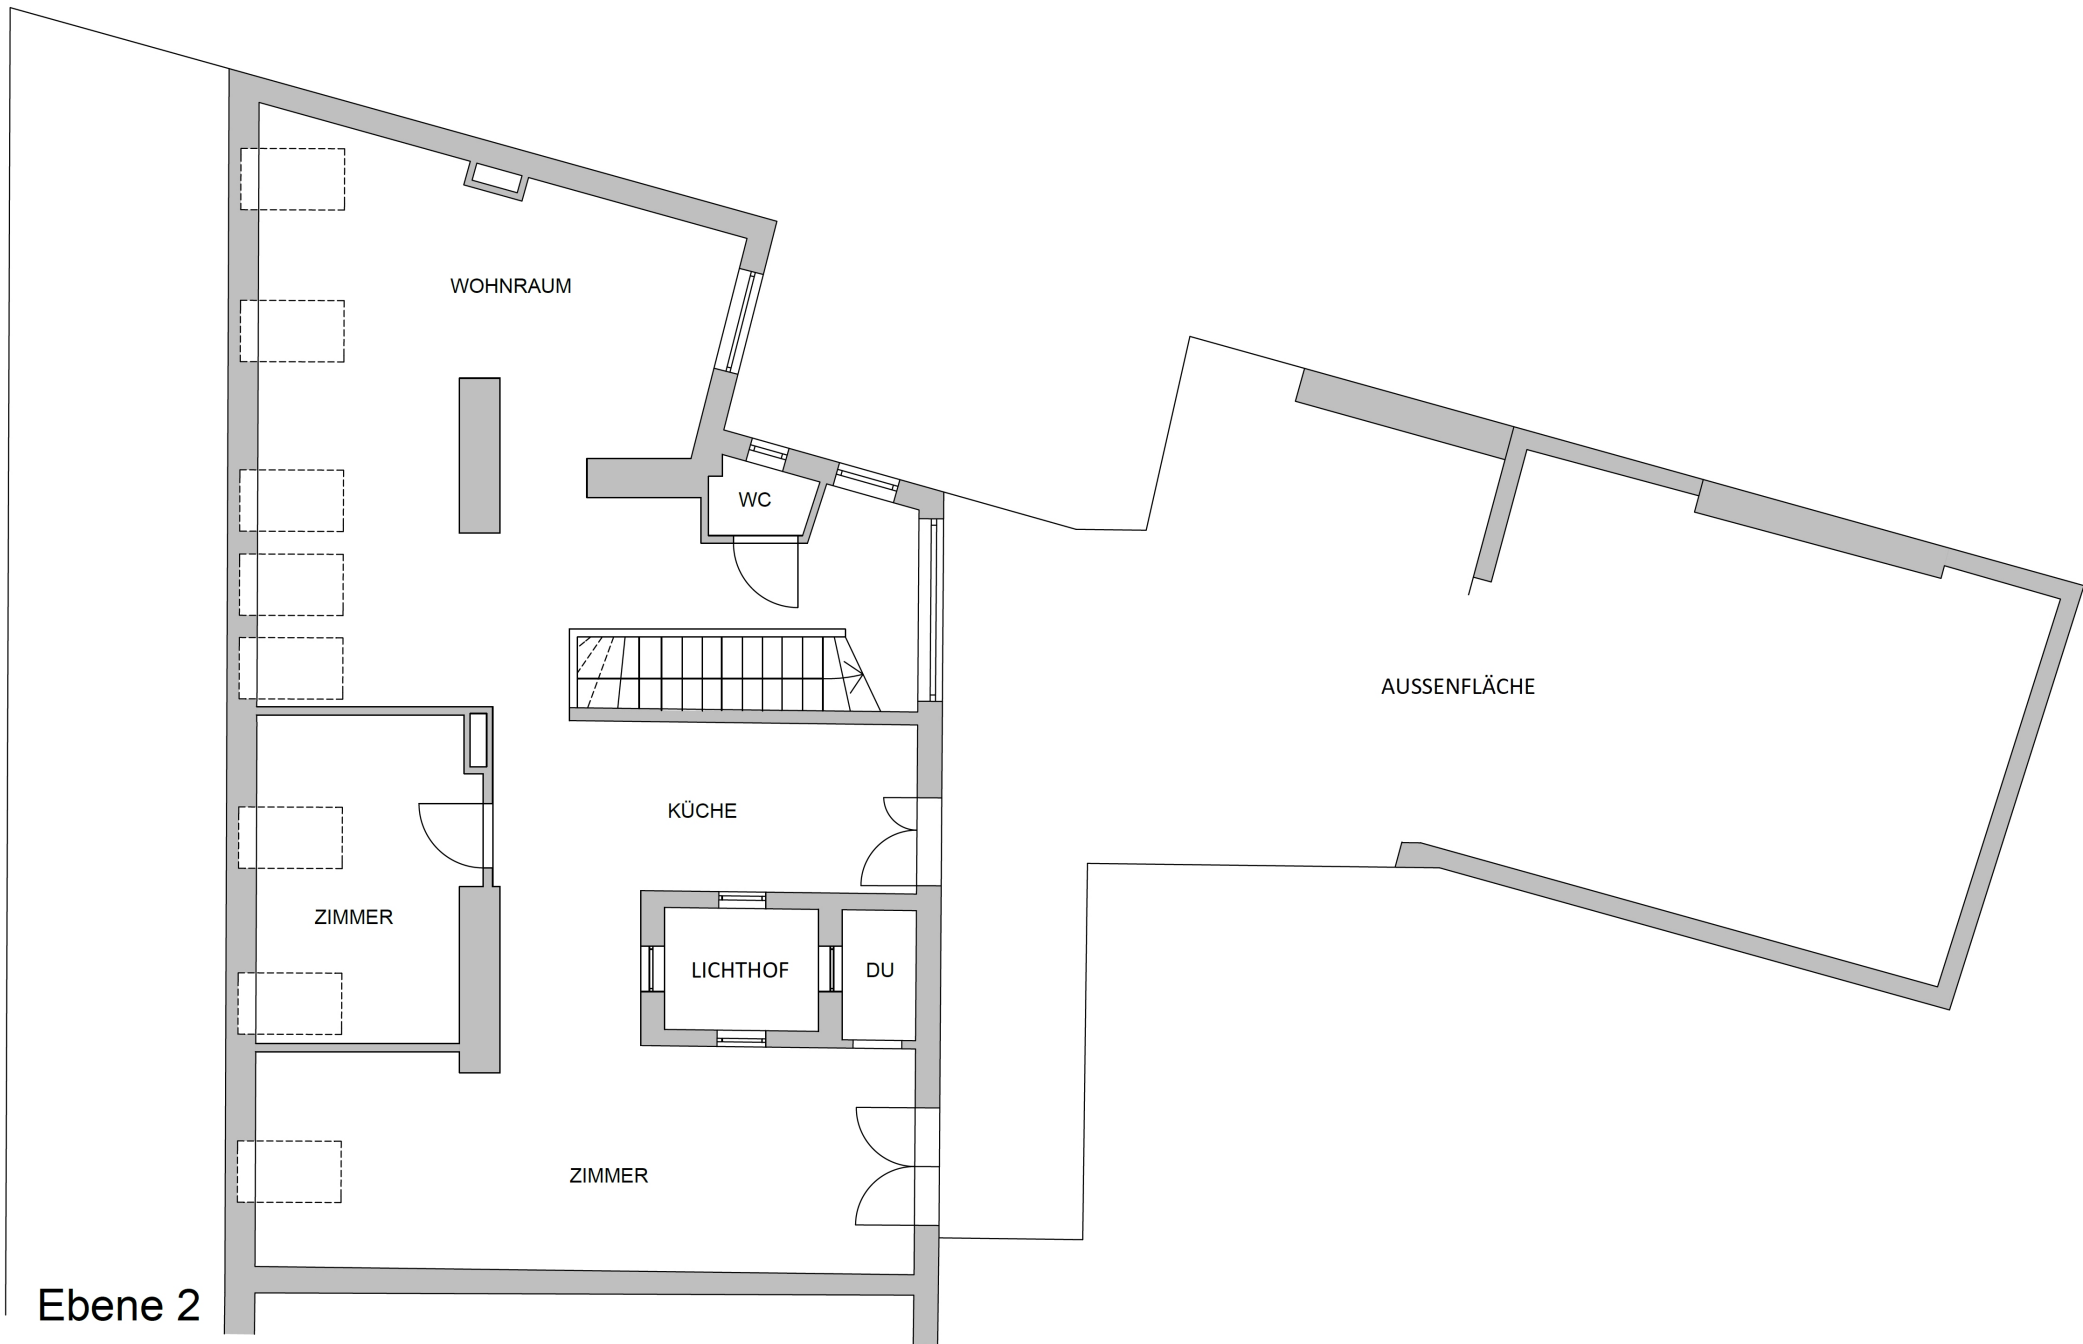 WOHNRAUM
WC
AUSSENFLÄCHE
KÜCHE
ZIMMER
LICHTHOF
DU
ZIMMER
Ebene 2